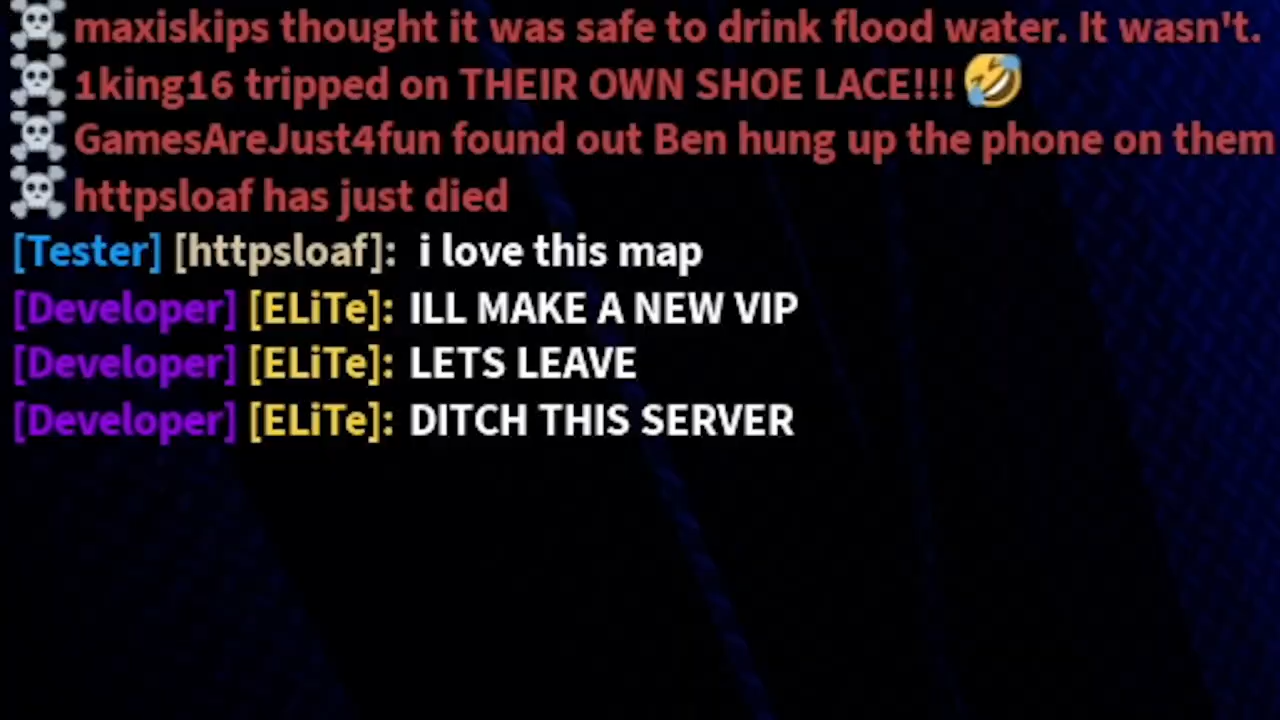 ☠️ maxiskips thought it was safe to drink flood water. It wasn't.
☠️ 1king16 tripped on THEIR OWN SHOE LACE!!! 🤣
☠️ GamesAreJust4fun found out Ben hung up the phone on them
☠️ httpsloaf has just died
[Tester] [httpsloaf]: i love this map
[Developer] [ELiTe]: ILL MAKE A NEW VIP
[Developer] [ELiTe]: LETS LEAVE
[Developer] [ELiTe]: DITCH THIS SERVER